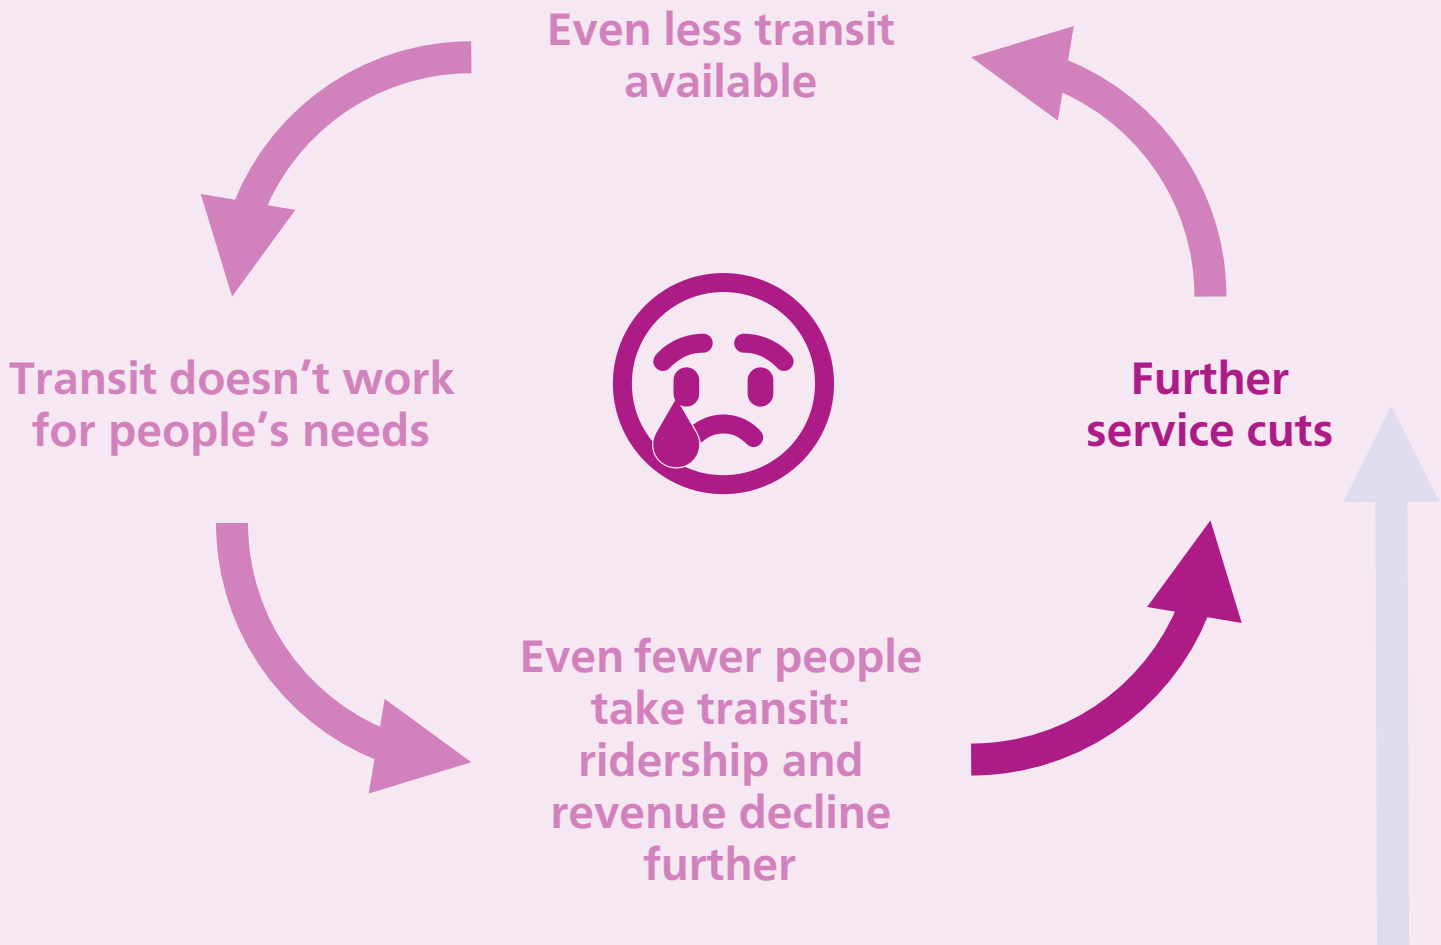 Even less transit
available
Transit doesn’t work
for people’s needs
Further
service cuts
Even fewer people
take transit:
ridership and
revenue decline
further